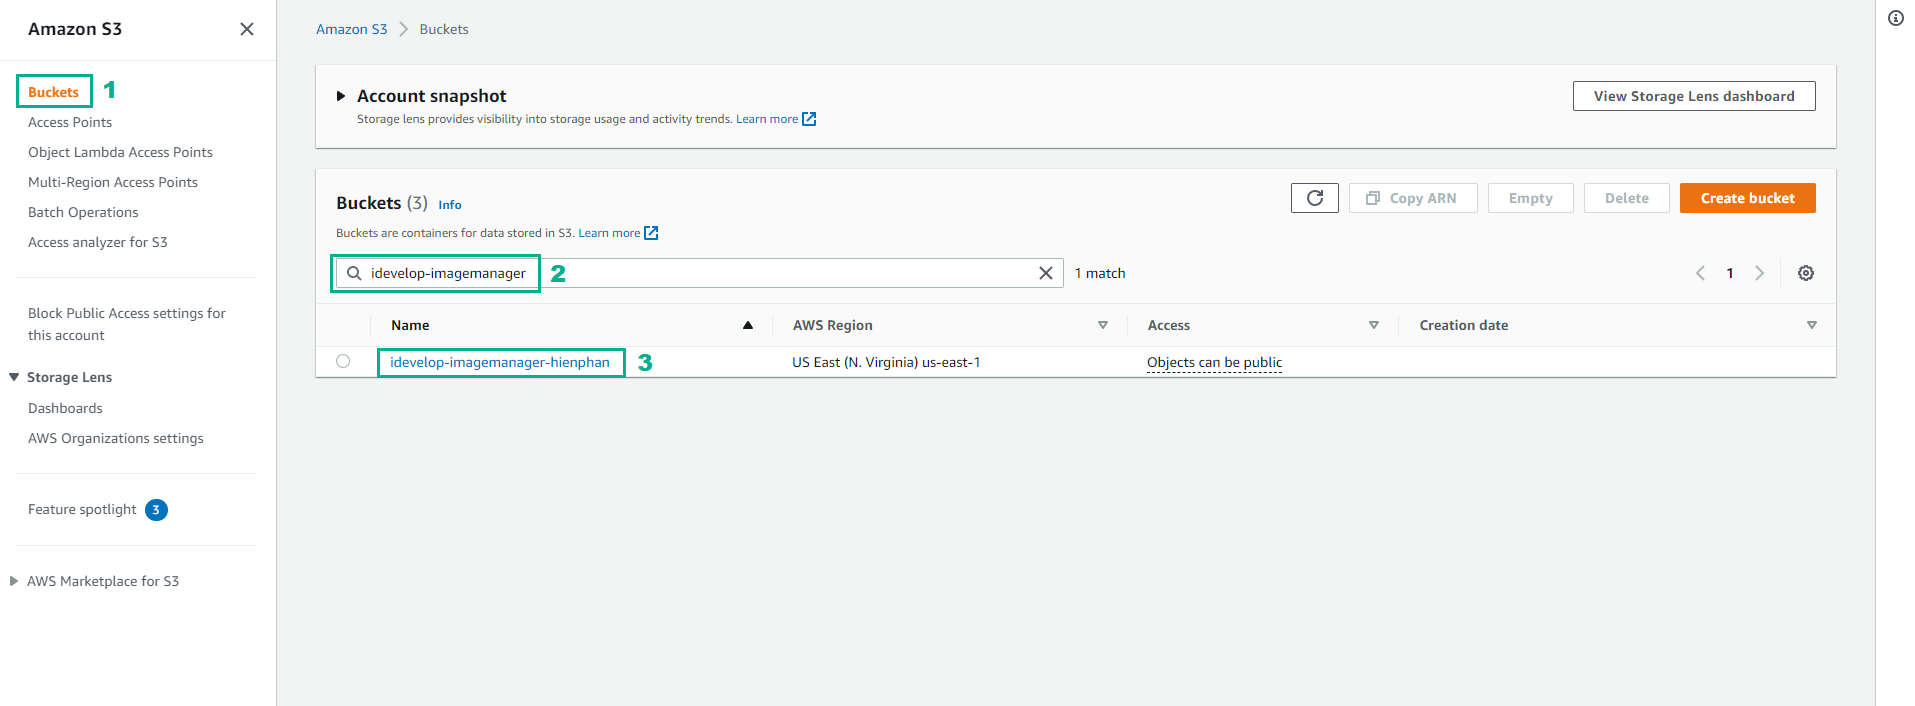 Amazon S3
Buckets 1
Access Points
Object Lambda Access Points
Multi-Region Access Points
Batch Operations
Access analyzer for S3
Block Public Access settings for
this account
Storage Lens
Dashboards
AWS Organizations settings
Feature spotlight 3
AWS Marketplace for S3
Amazon S3 Buckets
Account snapshot
Storage lens provides visibility into storage usage and activity trends. Learn more
View Storage Lens dashboard
Buckets (3) Info
Copy ARN Empty Delete Create bucket
Buckets are containers for data stored in S3. Learn more
idevelop-imagemanager 2 1 match 1
Name AWS Region Access Creation date
idevelop-imagemanager-hienphan 3 US East (N. Virginia) us-east-1 Objects can be public